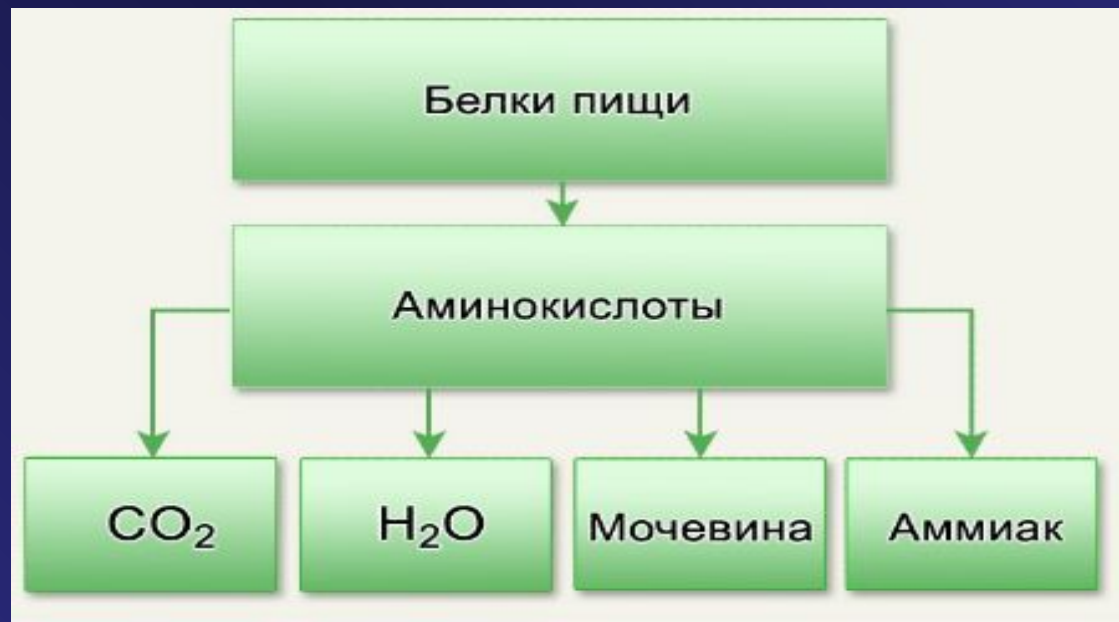 Белки пищи
Аминокислоты
CO₂
H₂O
Мочевина
Аммиак